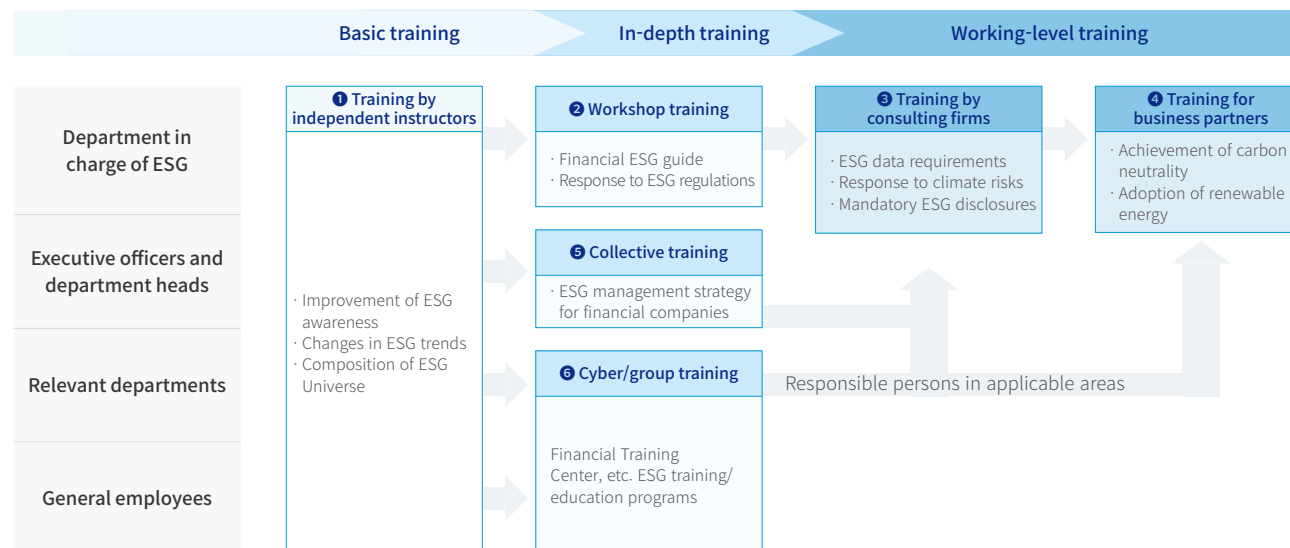 Basic training
In-depth training
Working-level training
Department in
charge of ESG
Executive officers and
department heads
Relevant departments
General employees
❶ Training by
independent instructors
· Improvement of ESG
awareness
· Changes in ESG trends
· Composition of ESG
Universe
❷ Workshop training
· Financial ESG guide
· Response to ESG regulations
❸ Training by
consulting firms
· ESG data requirements
· Response to climate risks
· Mandatory ESG disclosures
❹ Training for
business partners
· Achievement of carbon
neutrality
· Adoption of renewable
energy
❺ Collective training
· ESG management strategy
for financial companies
❻ Cyber/group training
Financial Training
Center, etc. ESG training/
education programs
Responsible persons in applicable areas